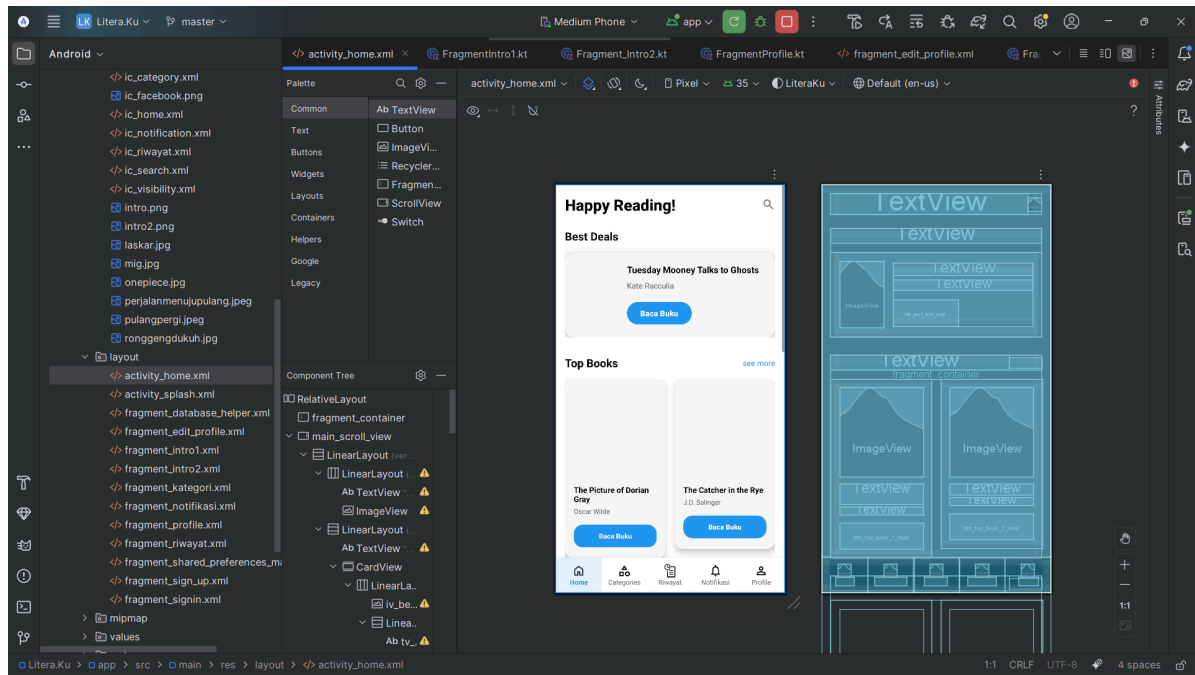 LK Litera.Ku master Medium Phone app
Android
activity_home.xml FragmentIntro1.kt Fragment_Intro2.kt FragmentProfile.kt fragment_edit_profile.xml Fra
ic_category.xml
ic_facebook.png
ic_home.xml
ic_notification.xml
ic_riwayat.xml
ic_search.xml
ic_visibility.xml
intro.png
intro2.png
laskar.jpg
mig.jpg
onepiece.jpg
perjalanmenujupulang.jpeg
pulangpergi.jpeg
ronggengdukuh.jpg
layout
activity_home.xml
activity_splash.xml
fragment_database_helper.xml
fragment_edit_profile.xml
fragment_intro1.xml
fragment_intro2.xml
fragment_kategori.xml
fragment_notifikasi.xml
fragment_profile.xml
fragment_riwayat.xml
fragment_shared_preferences_ma
fragment_sign_up.xml
fragment_signin.xml
mipmap
values
Palette
Common
Text
Buttons
Widgets
Layouts
Containers
Helpers
Google
Legacy
Ab TextView
Button
ImageVi...
Recycler...
Fragmen...
ScrollView
Switch
Component Tree
RelativeLayout
fragment_container
main_scroll_view
LinearLayout (ver...
LinearLayout (...
Ab TextView "...
ImageView
LinearLayout (...
Ab TextView "...
CardView
LinearLa..
iv_be...
Linea..
Ab tv_..
activity_home.xml Pixel 35 LiteraKu Default (en-us)
?
Attributes
Happy Reading!
Best Deals
Tuesday Mooney Talks to Ghosts
Kate Racculia
Baca Buku
Top Books see more
The Picture of Dorian
Gray
Oscar Wilde
Baca Buku
The Catcher in the Rye
J.D. Salinger
Baca Buku
Home Categories Riwayat Notifikasi Profile
TextView
TextView
TextView
TextView
ImageView
TextView
fragment_container
ImageView ImageView
TextView TextView
TextView TextView
btn_top_book_1_read btn_top_book_2_read
1:1
Litera.Ku > app > src > main > res > layout > activity_home.xml
1:1 CRLF UTF-8 4 spaces